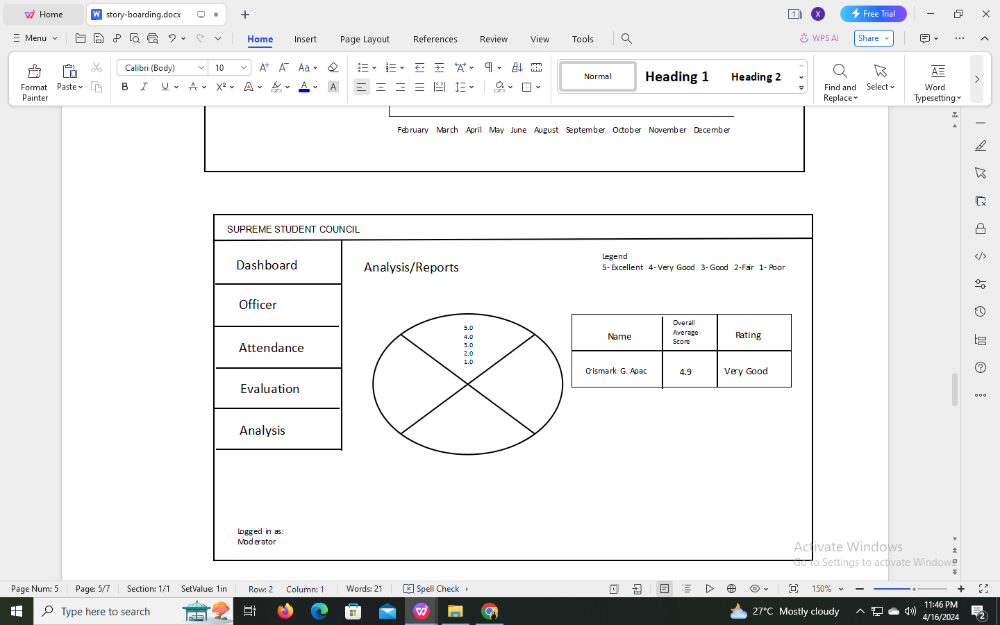 Home
story-boarding.docx
1
X
Free Trial
Menu
Home
Insert
Page Layout
References
Review
View
Tools
WPS AI
Share
Format
Painter
Paste
Calibri (Body)
10
Normal
Heading 1
Heading 2
Find and
Replace
Select
Word
Typesetting
February March April May June August September October November December
SUPREME STUDENT COUNCIL
Dashboard
Officer
Attendance
Evaluation
Analysis
Analysis/Reports
Legend
5- Excellent 4- Very Good 3- Good 2-Fair 1- Poor
5.0
4.0
3.0
2.0
1.0
Name
Overall
Average
Score
Rating
Crismark G. Apac
4.9
Very Good
Logged in as:
Moderator
Activate Windows
Go to Settings to activate Windows.
Page Num: 5
Page: 5/7
Section: 1/1
SetValue: 1in
Row: 2
Column: 1
Words: 21
Spell Check
150%
Type here to search
27°C Mostly cloudy
11:46 PM
4/16/2024
2